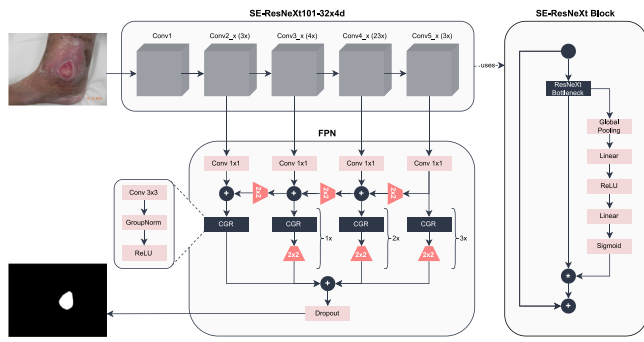 SE-ResNeXt101-32x4d
Conv1
Conv2_x (3x)
Conv3_x (4x)
Conv4_x (23x)
Conv5_x (3x)
uses
SE-ResNeXt Block
ResNeXt
Bottleneck
Global
Pooling
Linear
ReLU
Linear
Sigmoid
*
+
FPN
Conv 1x1
Conv 1x1
Conv 1x1
Conv 1x1
+
2x2
+
2x2
+
2x2
CGR
CGR
CGR
CGR
1x
2x
3x
2x2
2x2
2x2
+
Dropout
Conv 3x3
GroupNorm
ReLU